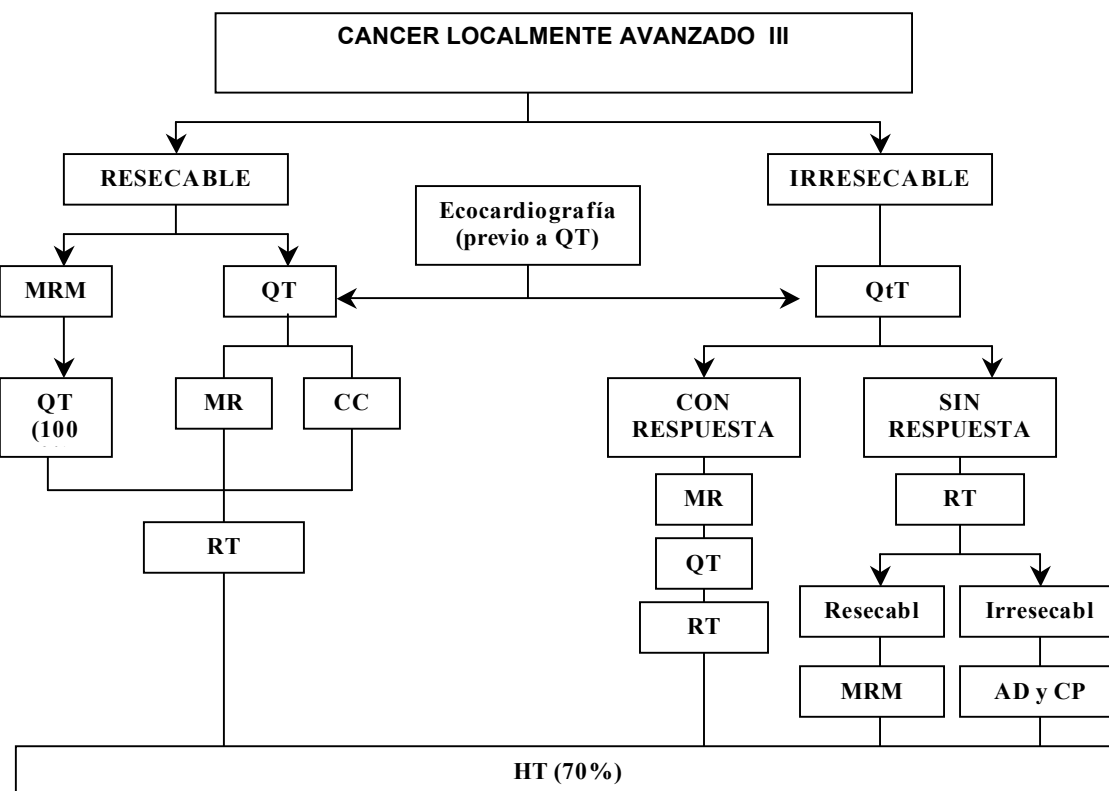 CANCER LOCALMENTE AVANZADO III
RESECABLE
IRRESECABLE
Ecocardiografía
(previo a QT)
MRM
QT
QtT
QT
(100
MR
CC
CON
RESPUESTA
SIN
RESPUESTA
MR
RT
RT
QT
RT
Resecabl
Irresecabl
MRM
AD y CP
HT (70%)